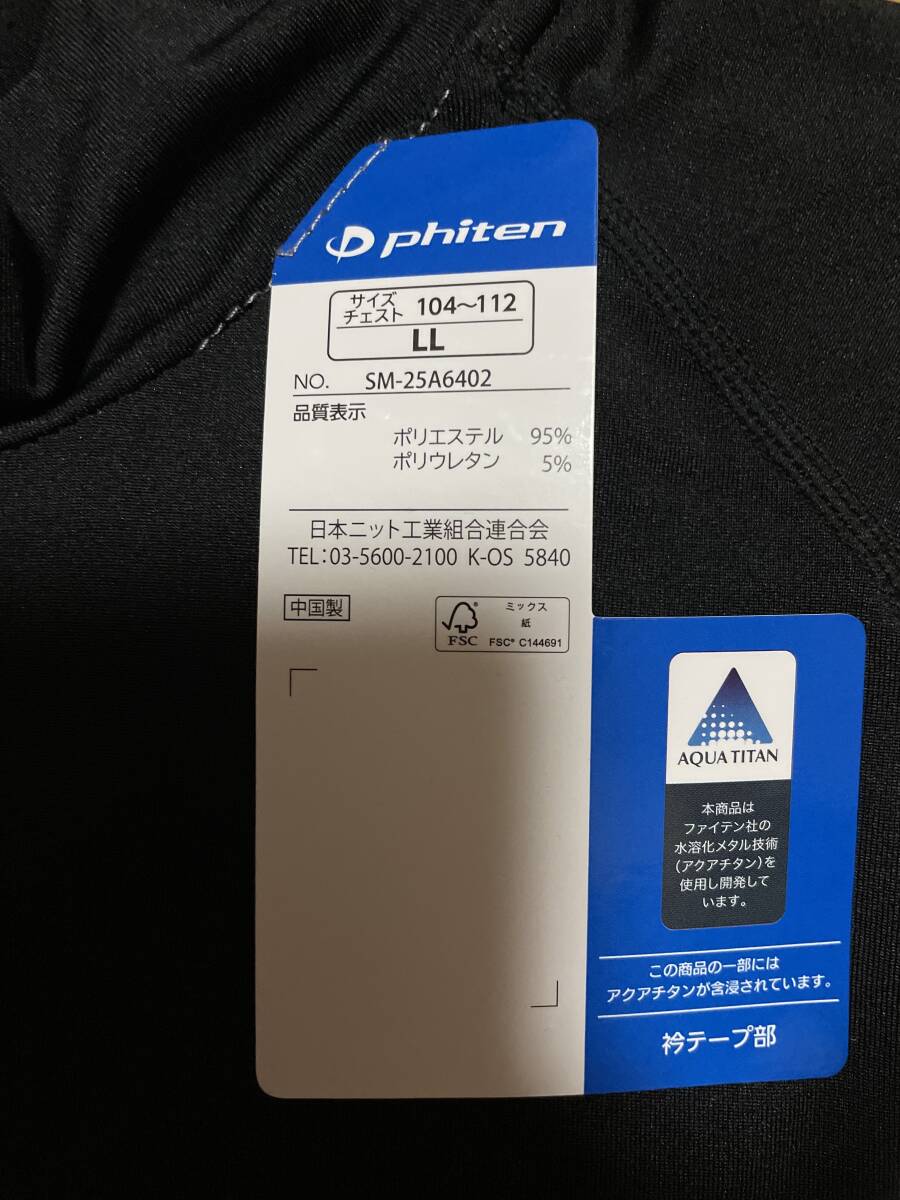 phiten
サイズ
チェスト 104～112
LL
NO. SM-25A6402
品質表示
ポリエステル 95%
ポリウレタン 5%
日本ニット工業組合連合会
TEL:03-5600-2100 K-OS 5840
中国製
FSC®
ミックス
紙
FSC® C144691
AQUA TITAN
本商品は
ファイテン社の
水溶化メタル技術
(アクアチタン)を
使用し開発して
います。
この商品の一部には
アクアチタンが含浸されています。
衿テープ部